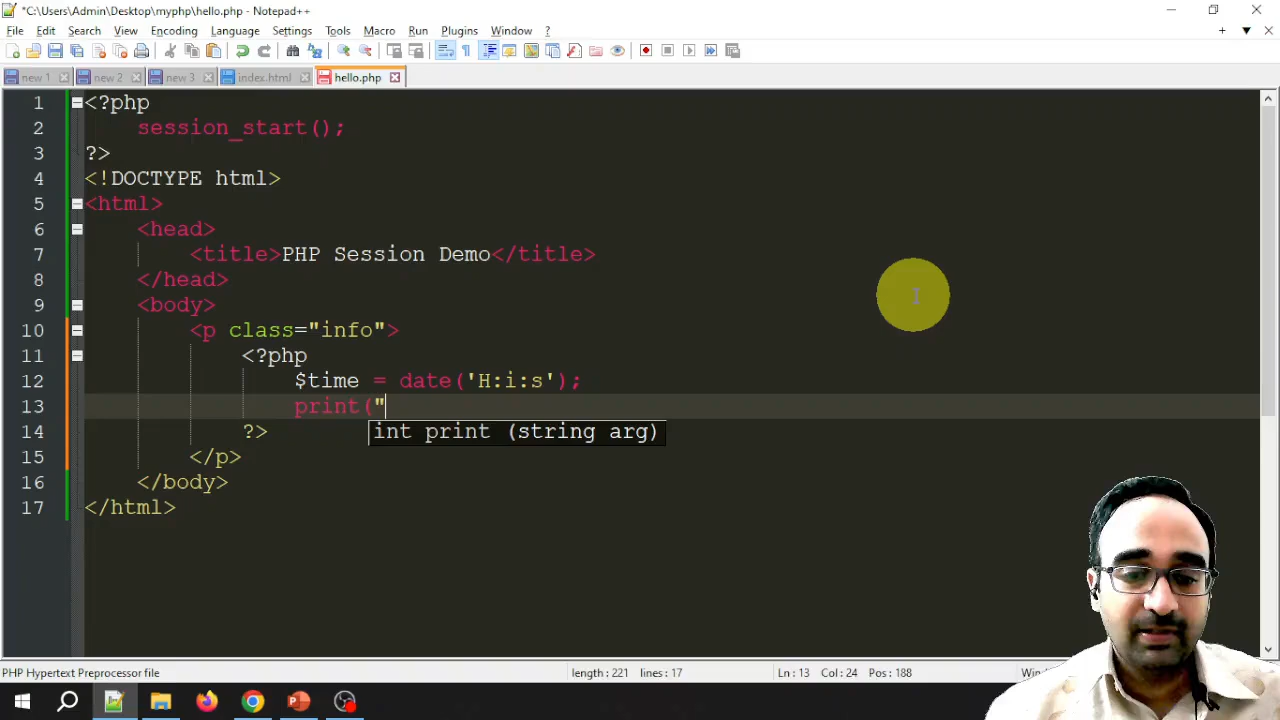 *C:\Users\Admin\Desktop\myphp\hello.php - Notepad++
File Edit Search View Encoding Language Settings Tools Macro Run Plugins Window ?
new 1 new 2 new 3 index.html hello.php
1 <?php
2 session_start();
3 ?>
4 <!DOCTYPE html>
5 <html>
6 <head>
7 <title>PHP Session Demo</title>
8 </head>
9 <body>
10 <p class="info">
11 <?php
12 $time = date('H:i:s');
13 print("
14 ?> int print (string arg)
15 </p>
16 </body>
17 </html>
PHP Hypertext Preprocessor file length : 221 lines : 17 Ln : 13 Col : 24 Pos : 188